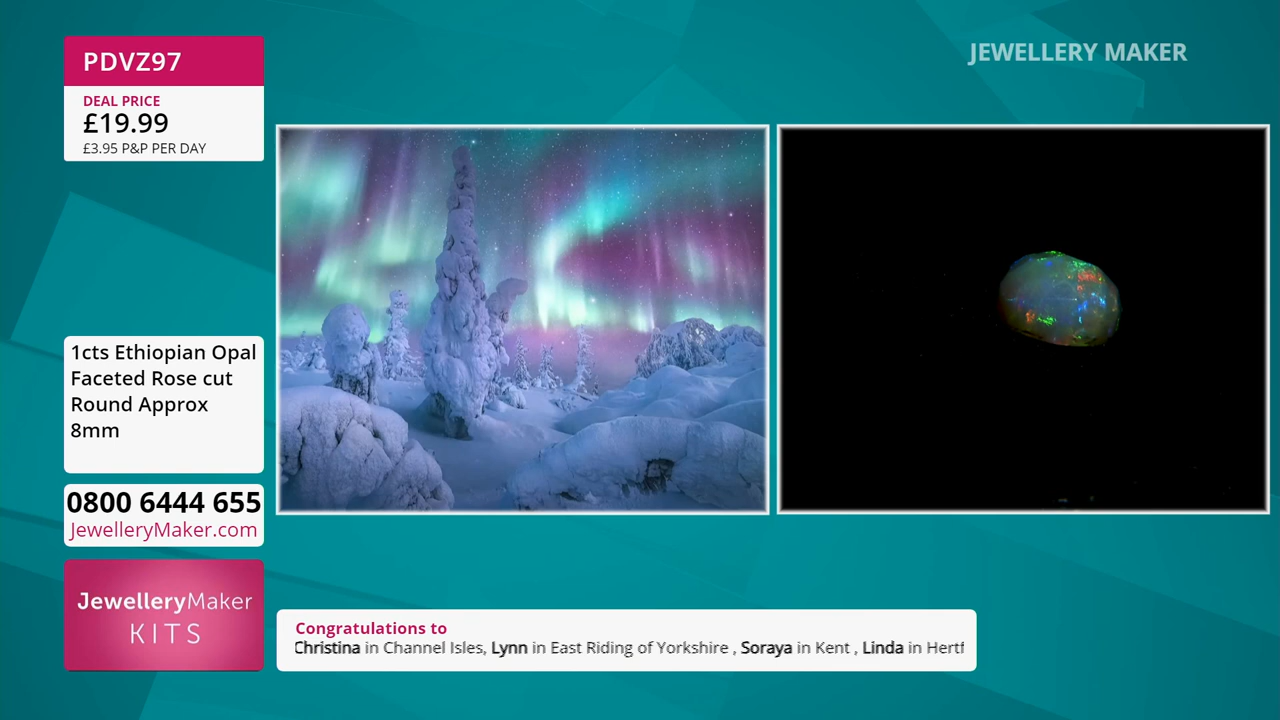 PDVZ97
DEAL PRICE
£19.99
£3.95 P&P PER DAY
JEWELLERY MAKER
1cts Ethiopian Opal
Faceted Rose cut
Round Approx
8mm
0800 6444 655
JewelleryMaker.com
JewelleryMaker
KITS
Congratulations to
Christina in Channel Isles, Lynn in East Riding of Yorkshire , Soraya in Kent , Linda in Hertf